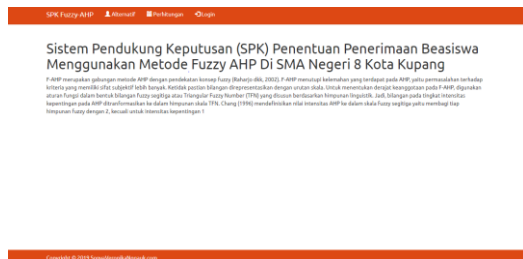 SPK Fuzzy-AHP Alternatif Perhitungan Login
Sistem Pendukung Keputusan (SPK) Penentuan Penerimaan Beasiswa
Menggunakan Metode Fuzzy AHP Di SMA Negeri 8 Kota Kupang
F-AHP merupakan gabungan metode AHP dengan pendekatan konsep fuzzy (Raharjo dkk, 2002). F-AHP menutupi kelemahan yang terdapat pada AHP, yaitu permasalahan terhadap
kriteria yang memiliki sifat subjektif lebih banyak. Ketidak pastian bilangan direpresentasikan dengan urutan skala. Untuk menentukan derajat keanggotaan pada F-AHP, digunakan
aturan fungsi dalam bentuk bilangan fuzzy segitiga atau Triangular Fuzzy Number (TFN) yang disusun berdasarkan himpunan linguistik. Jadi, bilangan pada tingkat intensitas
kepentingan pada AHP ditranformasikan ke dalam himpunan skala TFN. Chang (1996) mendefinisikan nilai intensitas AHP ke dalam skala fuzzy segitiga yaitu membagi tiap
himpunan fuzzy dengan 2, kecuali untuk intensitas kepentingan 1
Copyright © 2019